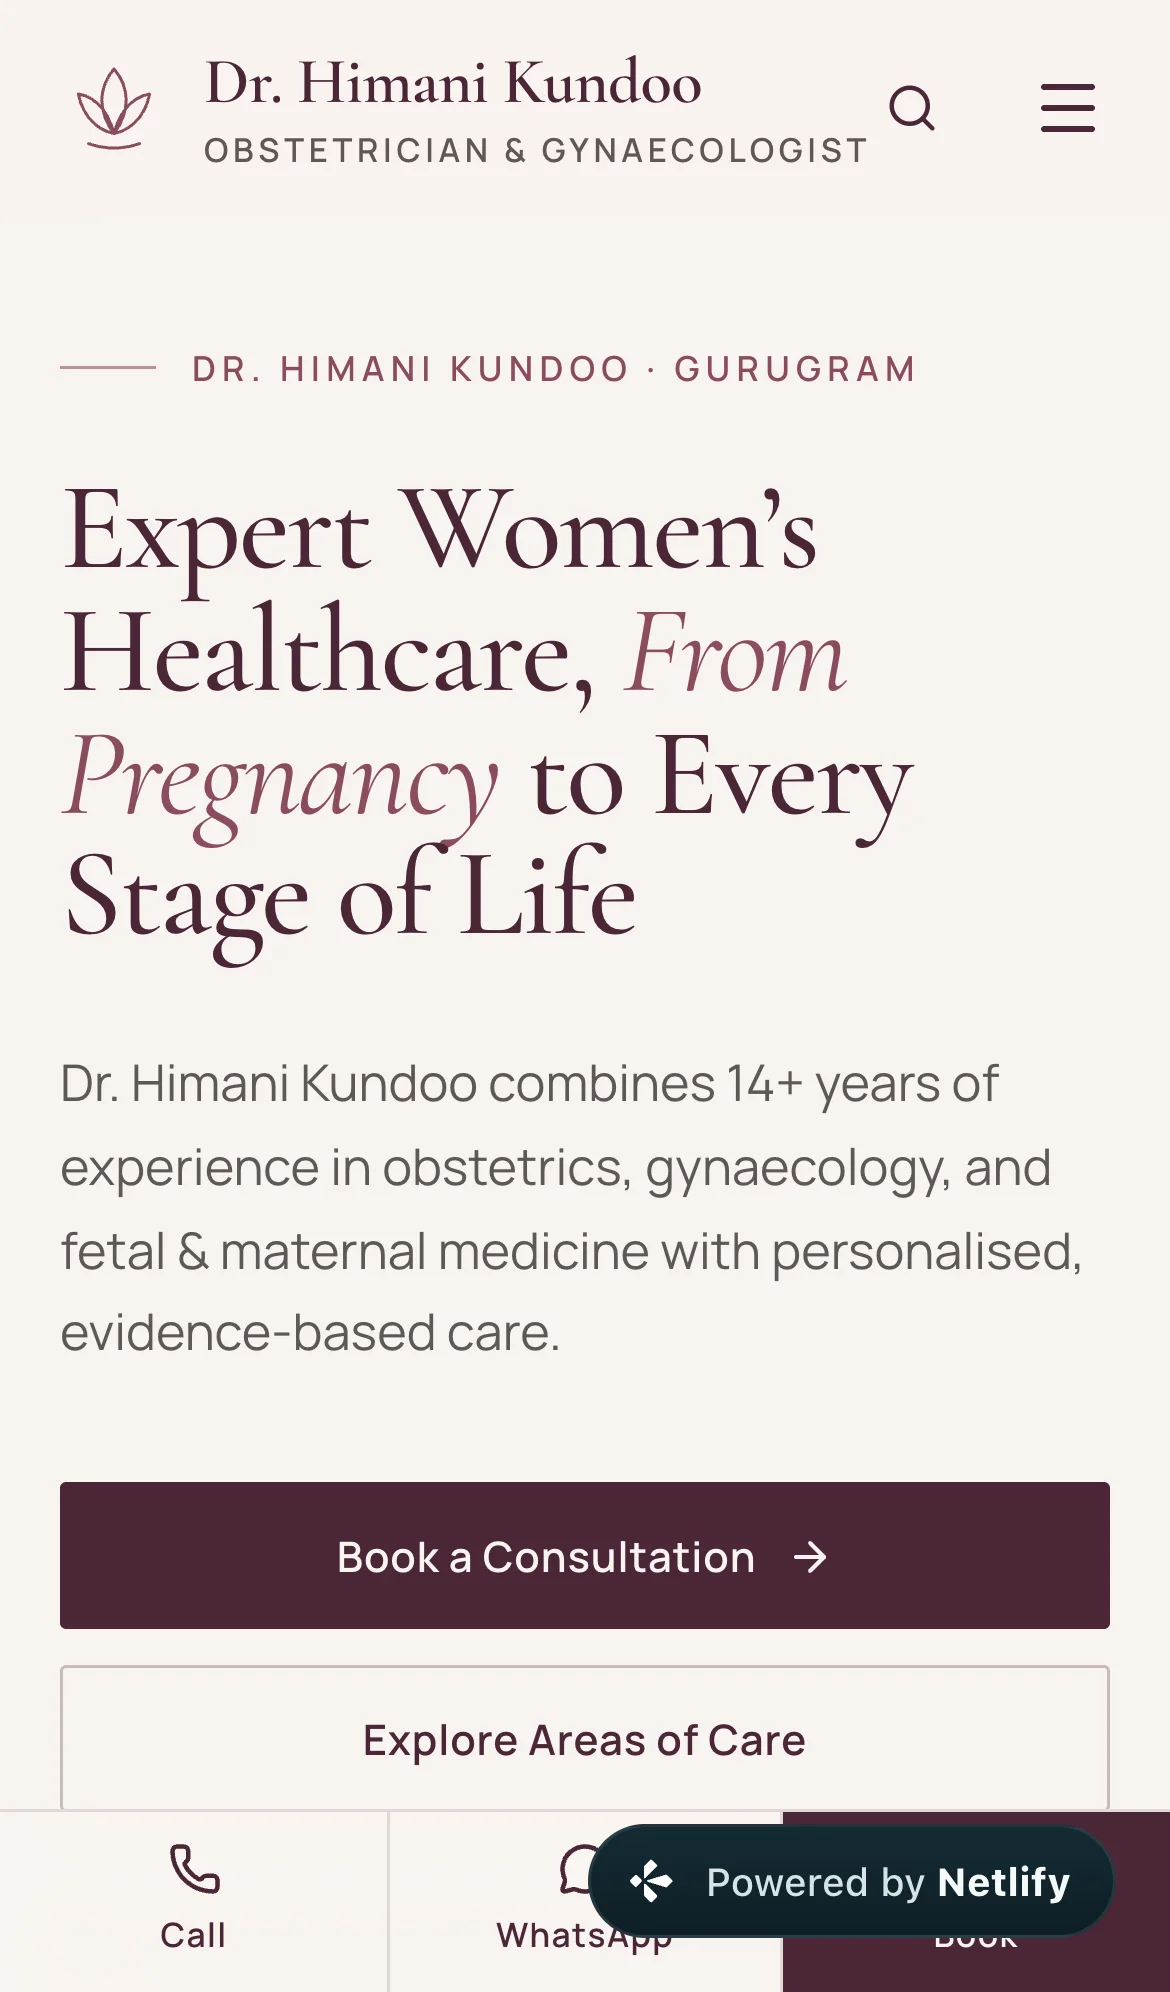 Dr. Himani Kundoo
OBSTETRICIAN & GYNAECOLOGIST
DR. HIMANI KUNDOO · GURUGRAM
Expert Women’s
Healthcare, From
Pregnancy to Every
Stage of Life
Dr. Himani Kundoo combines 14+ years of
experience in obstetrics, gynaecology, and
fetal & maternal medicine with personalised,
evidence-based care.
Book a Consultation →
Explore Areas of Care
Call
WhatsApp
Book
Powered by Netlify